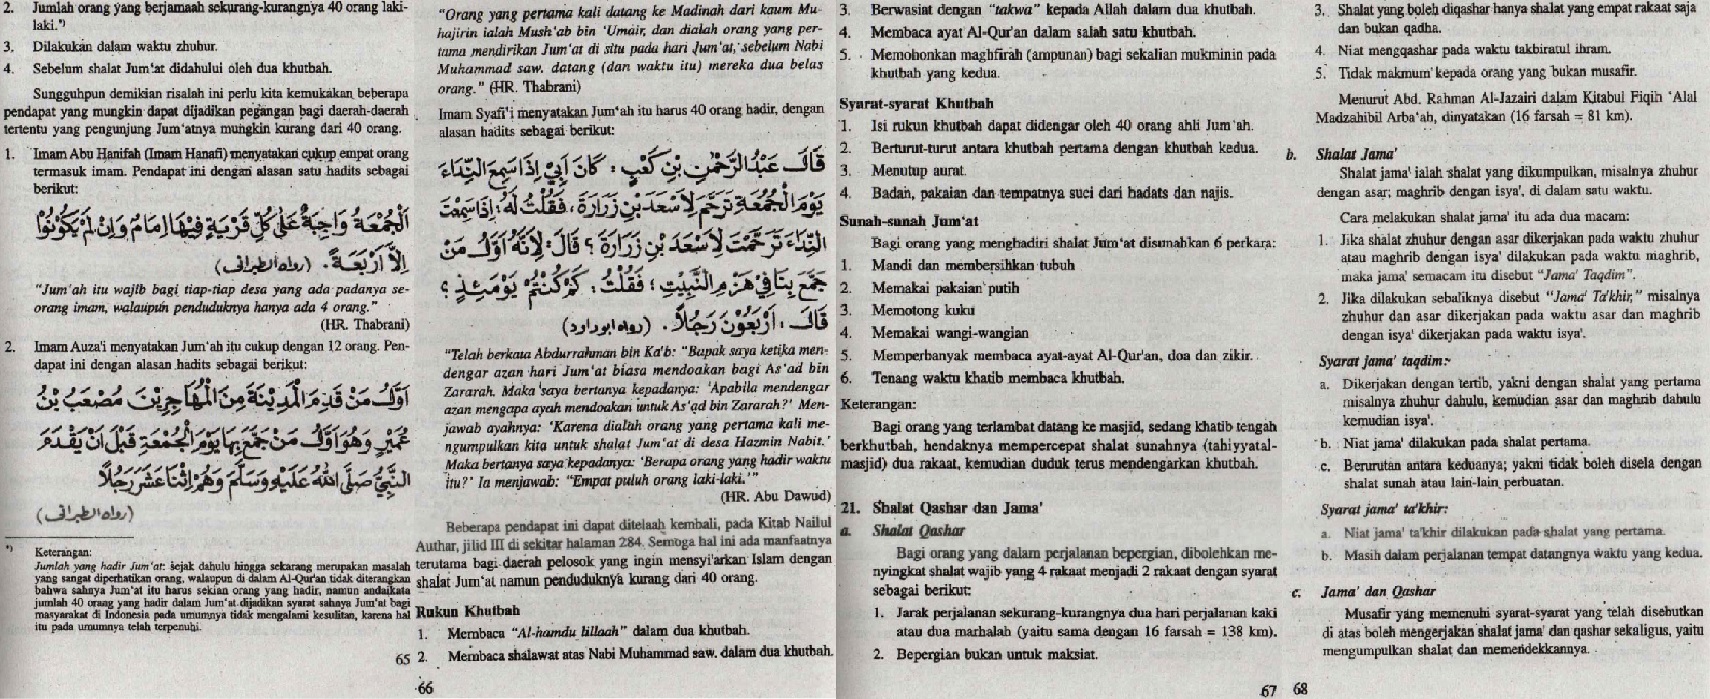 2. Jumlah orang yang berjamaah sekurang-kurangnya 40 orang laki-
laki.*)
3. Dilakukan dalam waktu zhuhur.
4. Sebelum shalat Jum'at didahului oleh dua khutbah.
Sungguhpun demikian risalah ini perlu kita kemukakan beberapa
pendapat yang mungkin dapat dijadikan pegangan bagi daerah-daerah
tertentu yang pengunjung Jum'atnya mungkin kurang dari 40 orang.
1. Imam Abu Hanifah (Imam Hanafi) menyatakan cukup empat orang
termasuk imam. Pendapat ini dengan alasan satu hadits sebagai
berikut:
اَلْجُمُعَةُ وَاجِبَةٌ عَلَى كُلِّ قَرْيَةٍ فِيْهَا إِمَامٌ وَإِنْ لَمْ يَكُوْنُوْا
إِلَّا أَرْبَعَةً. (رواه الطبرانى)
"Jum'ah itu wajib bagi tiap-tiap desa yang ada padanya se-
orang imam, walaupun penduduknya hanya ada 4 orang."
(HR. Thabrani)
2. Imam Auza'i menyatakan Jum'ah itu cukup dengan 12 orang. Pen-
dapat ini dengan alasan hadits sebagai berikut:
أَوَّلُ مَنْ قَدِمَ الْمَدِيْنَةَ مِنَ الْمُهَاجِرِيْنَ مُصْعَبُ بْنُ
عُمَيْرٍ وَهُوَ أَوَّلُ مَنْ جَمَّعَ بِهَا يَوْمَ الْجُمُعَةِ قَبْلَ أَنْ يَقْدَمَ
النَّبِيُّ صَلَّى اللهُ عَلَيْهِ وَسَلَّمَ وَهُمْ اِثْنَا عَشَرَ رَجُلًا
(رواه الطبرانى)
*) Keterangan:
Jumlah yang hadir Jum'at: sejak dahulu hingga sekarang merupakan masalah
yang sangat diperhatikan orang, walaupun di dalam Al-Qur'an tidak diterangkan
bahwa sahnya Jum'at itu harus sekian orang yang hadir, namun andaikata
jumlah 40 orang yang hadir dalam Jum'at dijadikan syarat sahnya Jum'at bagi
masyarakat di Indonesia pada umumnya tidak mengalami kesulitan, karena hal
itu pada umumnya telah terpenuhi.
65
"Orang yang pertama kali datang ke Madinah dari kaum Mu-
hajirin ialah Mush'ab bin 'Umair, dan dialah orang yang per-
tama mendirikan Jum'at di situ pada hari Jum'at, sebelum Nabi
Muhammad saw. datang (dan waktu itu) mereka dua belas
orang." (HR. Thabrani)
Imam Syafi'i menyatakan Jum'ah itu harus 40 orang hadir, dengan
alasan hadits sebagai berikut:
قَالَ عَبْدُ الرَّحْمٰنِ بْنِ كَعْبٍ: كَانَ أَبِيْ إِذَا سَمِعَ النِّدَاءَ
يَوْمَ الْجُمُعَةِ تَرَحَّمَ لِأَسْعَدَ بْنِ زَرَارَةَ، فَقُلْتُ لَهُ: إِذَا سَمِعْتَ
النِّدَاءَ تَرَحَّمْتَ لِأَسْعَدَ بْنِ زَرَارَةَ؟ قَالَ: لِأَنَّهُ أَوَّلُ مَنْ
جَمَّعَ بِنَا فِيْ هَزْمِ النَّبِيْتِ؛ فَقُلْتُ: كَمْ كُنْتُمْ يَوْمَئِذٍ؟
قَالَ: أَرْبَعُوْنَ رَجُلًا. (رواه ابو داود)
"Telah berkata Abdurrahman bin Ka'b: "Bapak saya ketika men-
dengar azan hari Jum'at biasa mendoakan bagi As'ad bin
Zararah. Maka saya bertanya kepadanya: 'Apabila mendengar
azan mengapa ayah mendoakan untuk As'ad bin Zararah?' Men-
jawab ayahnya: 'Karena dialah orang yang pertama kali me-
ngumpulkan kita untuk shalat Jum'at di desa Hazmin Nabit.'
Maka bertanya saya kepadanya: 'Berapa orang yang hadir waktu
itu?' Ia menjawab: "Empat puluh orang laki-laki.'"
(HR. Abu Dawud)
Beberapa pendapat ini dapat ditelaah kembali, pada Kitab Nailul
Authar, jilid III di sekitar halaman 284. Semoga hal ini ada manfaatnya
terutama bagi daerah pelosok yang ingin mensyi'arkan Islam dengan
shalat Jum'at namun penduduknya kurang dari 40 orang.
Rukun Khutbah
1. Membaca "Al-hamdu lillaah" dalam dua khutbah.
2. Membaca shalawat atas Nabi Muhammad saw. dalam dua khutbah.
66
3. Berwasiat dengan "takwa" kepada Allah dalam dua khutbah.
4. Membaca ayat Al-Qur'an dalam salah satu khutbah.
5. Memohonkan maghfirah (ampunan) bagi sekalian mukminin pada
khutbah yang kedua.
Syarat-syarat Khutbah
1. Isi rukun khutbah dapat didengar oleh 40 orang ahli Jum'ah.
2. Berturut-turut antara khutbah pertama dengan khutbah kedua.
3. Menutup aurat.
4. Badan, pakaian dan tempatnya suci dari hadats dan najis.
Sunah-sunah Jum'at
Bagi orang yang menghadiri shalat Jum'at disunahkan 6 perkara:
1. Mandi dan membersihkan tubuh
2. Memakai pakaian putih
3. Memotong kuku
4. Memakai wangi-wangian
5. Memperbanyak membaca ayat-ayat Al-Qur'an, doa dan zikir.
6. Tenang waktu khatib membaca khutbah.
Keterangan:
Bagi orang yang terlambat datang ke masjid, sedang khatib tengah
berkhutbah, hendaknya mempercepat shalat sunahnya (tahiyyatal-
masjid) dua rakaat, kemudian duduk terus mendengarkan khutbah.
21. Shalat Qashar dan Jama'
a. Shalat Qashar
Bagi orang yang dalam perjalanan bepergian, dibolehkan me-
nyingkat shalat wajib yang 4 rakaat menjadi 2 rakaat dengan syarat
sebagai berikut:
1. Jarak perjalanan sekurang-kurangnya dua hari perjalanan kaki
atau dua marhalah (yaitu sama dengan 16 farsah = 138 km).
2. Bepergian bukan untuk maksiat.
67
3. Shalat yang boleh diqashar hanya shalat yang empat rakaat saja
dan bukan qadha.
4. Niat mengqashar pada waktu takbiratul ihram.
5. Tidak makmum kepada orang yang bukan musafir.
Menurut Abd. Rahman Al-Jazairi dalam Kitabul Fiqih 'Alal
Madzahibil Arba'ah, dinyatakan (16 farsah = 81 km).
b. Shalat Jama'
Shalat jama' ialah shalat yang dikumpulkan, misalnya zhuhur
dengan asar; maghrib dengan isya', di dalam satu waktu.
Cara melakukan shalat jama' itu ada dua macam:
1. Jika shalat zhuhur dengan asar dikerjakan pada waktu zhuhur
atau maghrib dengan isya' dilakukan pada waktu maghrib,
maka jama' semacam itu disebut "Jama' Taqdim".
2. Jika dilakukan sebaliknya disebut "Jama' Ta'khir," misalnya
zhuhur dan asar dikerjakan pada waktu asar dan maghrib
dengan isya' dikerjakan pada waktu isya'.
Syarat jama' taqdim:
a. Dikerjakan dengan tertib, yakni dengan shalat yang pertama
misalnya zhuhur dahulu, kemudian asar dan maghrib dahulu
kemudian isya'.
b. Niat jama' dilakukan pada shalat pertama.
c. Berurutan antara keduanya; yakni tidak boleh disela dengan
shalat sunah atau lain-lain perbuatan.
Syarat jama' ta'khir:
a. Niat jama' ta'khir dilakukan pada shalat yang pertama.
b. Masih dalam perjalanan tempat datangnya waktu yang kedua.
c. Jama' dan Qashar
Musafir yang memenuhi syarat-syarat yang telah disebutkan
di atas boleh mengerjakan shalat jama' dan qashar sekaligus, yaitu
mengumpulkan shalat dan memendekkannya.
68